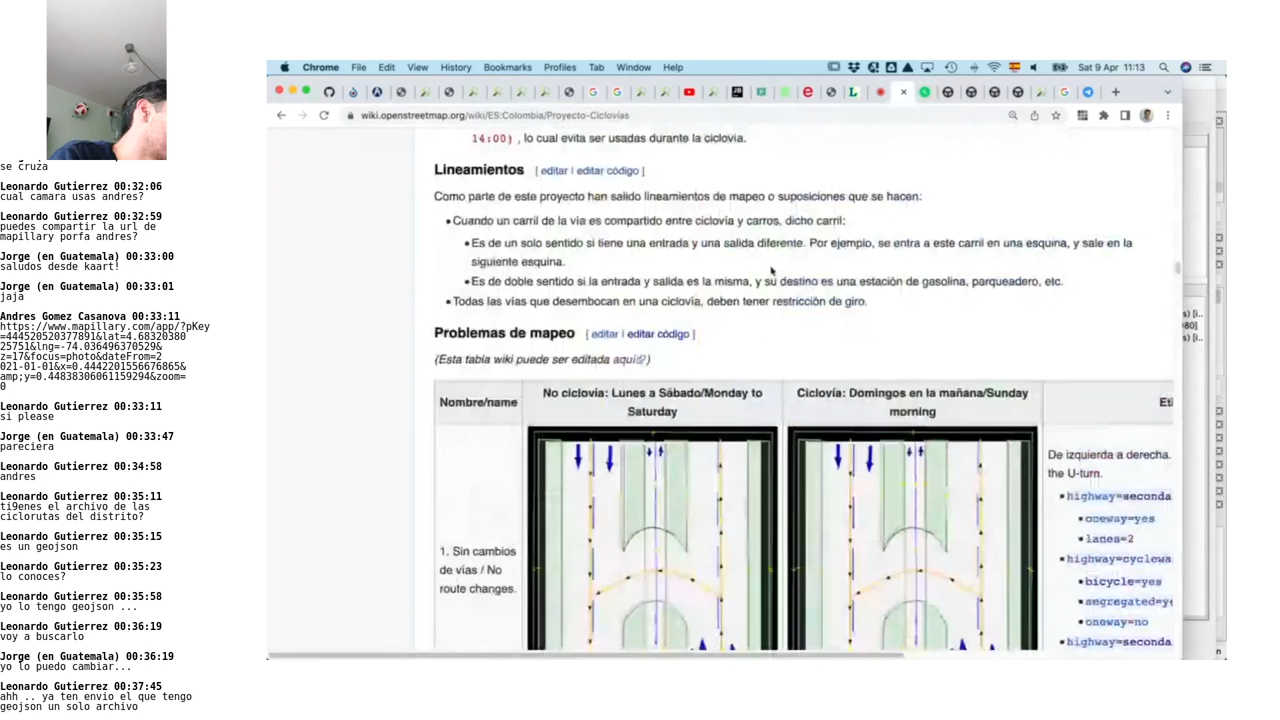 se cruza
Leonardo Gutierrez 00:32:06
cual camara usas andres?
Leonardo Gutierrez 00:32:59
puedes compartir la url de
mapillary porfa andres?
Jorge (en Guatemala) 00:33:00
saludos desde kaart!
Jorge (en Guatemala) 00:33:01
jaja
Andres Gomez Casanova 00:33:11
https://www.mapillary.com/app/?pKey
=444520520377891&lat=4.68320380
25751&lng=-74.036496370529&
z=17&focus=photo&dateFrom=2
021-01-01&x=0.4442201556676865&
amp;y=0.44838306061159294&zoom=
0
Leonardo Gutierrez 00:33:11
si please
Jorge (en Guatemala) 00:33:47
pareciera
Leonardo Gutierrez 00:34:58
andres
Leonardo Gutierrez 00:35:11
ti9enes el archivo de las
ciclorutas del distrito?
Leonardo Gutierrez 00:35:15
es un geojson
Leonardo Gutierrez 00:35:23
lo conoces?
Leonardo Gutierrez 00:35:58
yo lo tengo geojson ...
Leonardo Gutierrez 00:36:19
voy a buscarlo
Jorge (en Guatemala) 00:36:19
yo lo puedo cambiar...
Leonardo Gutierrez 00:37:45
ahh .. ya ten envio el que tengo
geojson un solo archivo
Chrome File Edit View History Bookmarks Profiles Tab Window Help Sat 9 Apr 11:13
wiki.openstreetmap.org/wiki/ES:Colombia/Proyecto-Ciclovías
14:00) , lo cual evita ser usadas durante la ciclovía.
Lineamientos [ editar | editar código ]
Como parte de este proyecto han salido lineamientos de mapeo o suposiciones que se hacen:
Cuando un carril de la vía es compartido entre ciclovía y carros, dicho carril:
Es de un solo sentido si tiene una entrada y una salida diferente. Por ejemplo, se entra a este carril en una esquina, y sale en la
siguiente esquina.
Es de doble sentido si la entrada y salida es la misma, y su destino es una estación de gasolina, parqueadero, etc.
Todas las vías que desembocan en una ciclovía, deben tener restricción de giro.
Problemas de mapeo [ editar | editar código ]
(Esta tabla wiki puede ser editada aquí)
Nombre/name
No ciclovía: Lunes a Sábado/Monday to
Saturday
Ciclovía: Domingos en la mañana/Sunday
morning
Eti
1. Sin cambios
de vías / No
route changes.
De izquierda a derecha.
the U-turn.
highway=seconda
oneway=yes
lanes=2
highway=cyclewa
bicycle=yes
segregated=ye
oneway=no
highway=seconda